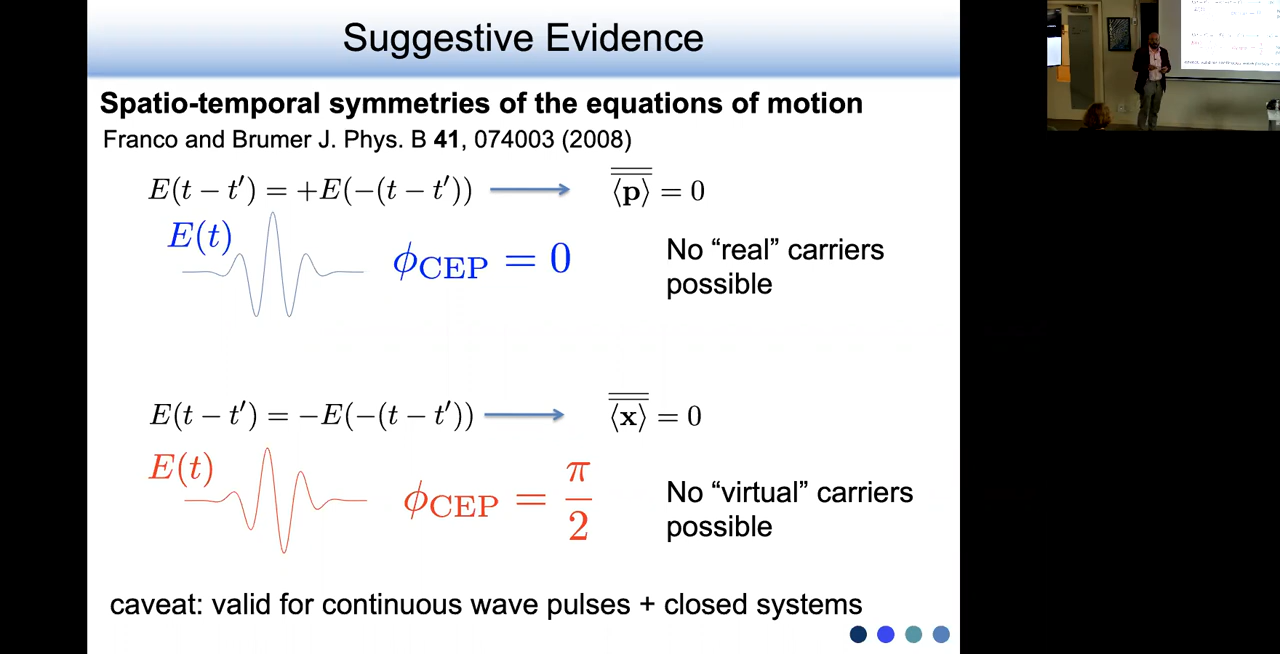 Suggestive Evidence
Spatio-temporal symmetries of the equations of motion
Franco and Brumer J. Phys. B 41, 074003 (2008)
E(t − t′) = +E(−(t − t′)) ⟶ ⟨p⟩ = 0
E(t)
ϕCEP = 0
No “real” carriers
possible
E(t − t′) = −E(−(t − t′)) ⟶ ⟨x⟩ = 0
E(t)
ϕCEP = π/2
No “virtual” carriers
possible
caveat: valid for continuous wave pulses + closed systems